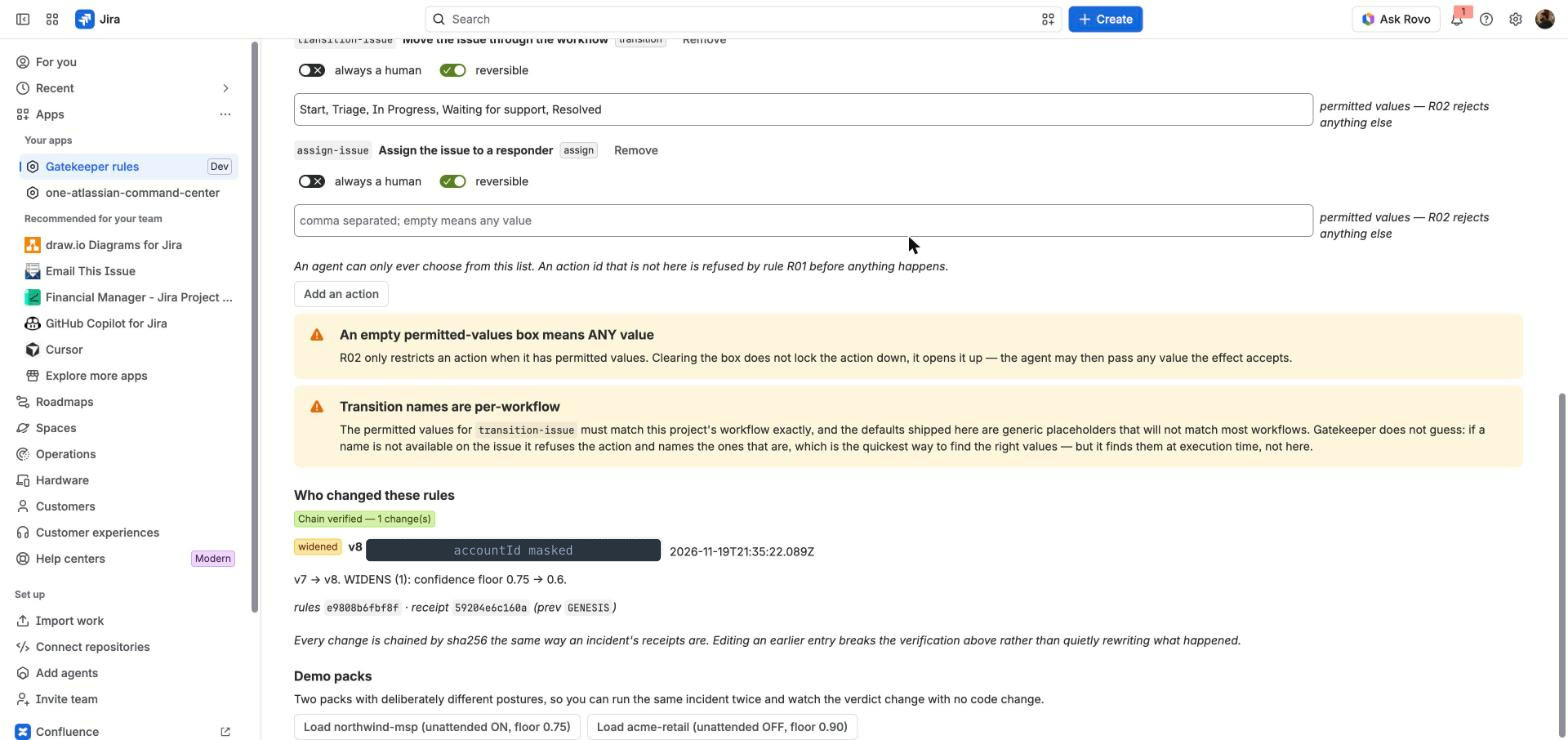 Jira
Search
Create
Ask Rovo
1
For you
Recent
Apps
Your apps
Gatekeeper rules
Dev
one-atlassian-command-center
Recommended for your team
draw.io Diagrams for Jira
Email This Issue
Financial Manager - Jira Project ...
GitHub Copilot for Jira
Cursor
Explore more apps
Roadmaps
Spaces
Operations
Hardware
Customers
Customer experiences
Help centers
Modern
Set up
Import work
Connect repositories
Add agents
Invite team
Confluence
transition-issue Move the issue through the workflow transition Remove
always a human reversible
Start, Triage, In Progress, Waiting for support, Resolved
permitted values — R02 rejects
anything else
assign-issue Assign the issue to a responder assign Remove
always a human reversible
comma separated; empty means any value
permitted values — R02 rejects
anything else
An agent can only ever choose from this list. An action id that is not here is refused by rule R01 before anything happens.
Add an action
An empty permitted-values box means ANY value
R02 only restricts an action when it has permitted values. Clearing the box does not lock the action down, it opens it up — the agent may then pass any value the effect accepts.
Transition names are per-workflow
The permitted values for transition-issue must match this project's workflow exactly, and the defaults shipped here are generic placeholders that will not match most workflows. Gatekeeper does not guess: if a
name is not available on the issue it refuses the action and names the ones that are, which is the quickest way to find the right values — but it finds them at execution time, not here.
Who changed these rules
Chain verified — 1 change(s)
widened v8 accountId masked 2026-11-19T21:35:22.089Z
v7 → v8. WIDENS (1): confidence floor 0.75 → 0.6.
rules e9808b6fbf8f · receipt 59204e6c160a (prev GENESIS)
Every change is chained by sha256 the same way an incident's receipts are. Editing an earlier entry breaks the verification above rather than quietly rewriting what happened.
Demo packs
Two packs with deliberately different postures, so you can run the same incident twice and watch the verdict change with no code change.
Load northwind-msp (unattended ON, floor 0.75)
Load acme-retail (unattended OFF, floor 0.90)